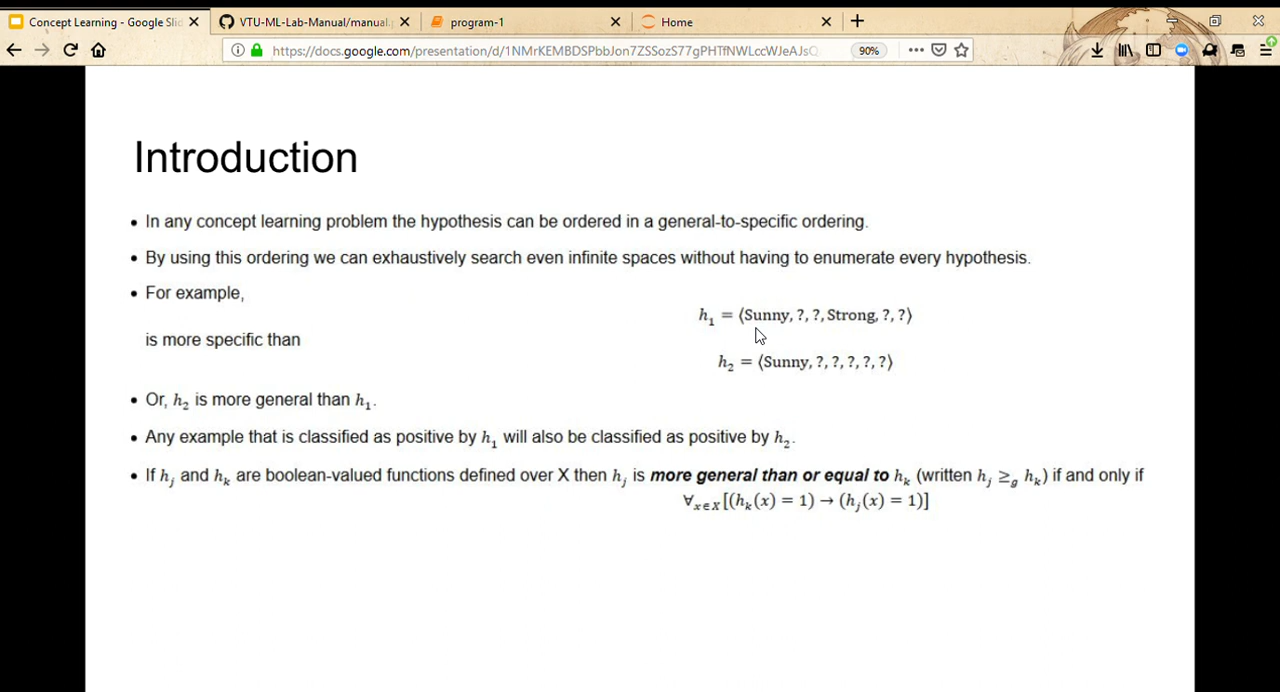 Concept Learning - Google Slid
VTU-ML-Lab-Manual/manual.
program-1
Home
https://docs.google.com/presentation/d/1NMrKEMBDSPbbJon7ZSSozS77gPHTfNWLccWJeAJsQ
90%
Introduction
• In any concept learning problem the hypothesis can be ordered in a general-to-specific ordering.
• By using this ordering we can exhaustively search even infinite spaces without having to enumerate every hypothesis.
• For example,
h₁ = ⟨Sunny, ?, ?, Strong, ?, ?⟩
is more specific than
h₂ = ⟨Sunny, ?, ?, ?, ?, ?⟩
• Or, h₂ is more general than h₁.
• Any example that is classified as positive by h₁ will also be classified as positive by h₂.
• If hⱼ and hₖ are boolean-valued functions defined over X then hⱼ is more general than or equal to hₖ (written hⱼ ≥g hₖ) if and only if
∀x∈X[(hₖ(x) = 1) → (hⱼ(x) = 1)]